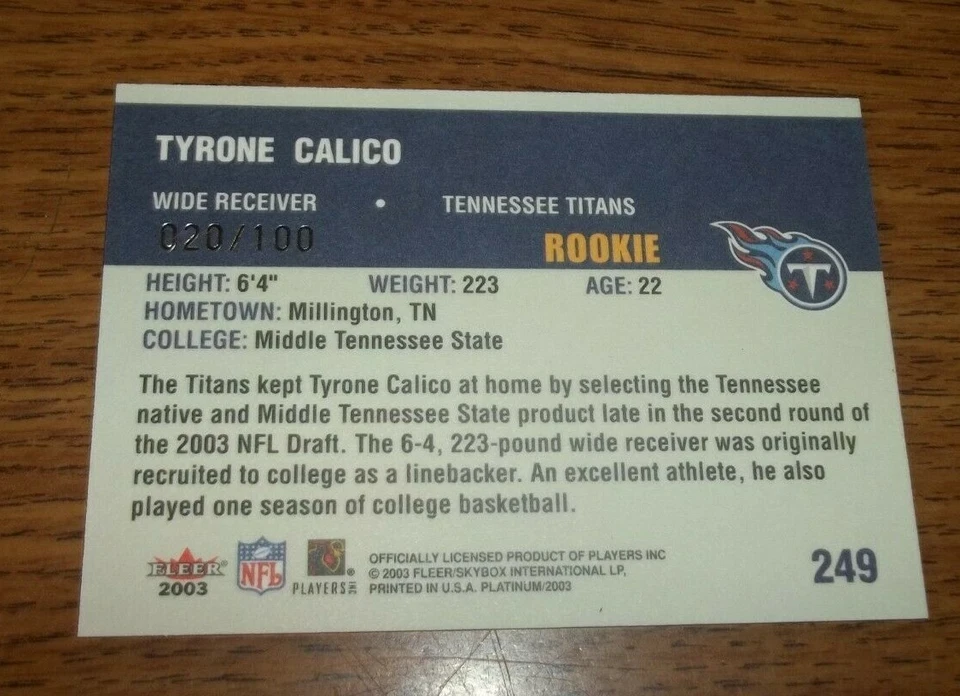 TYRONE CALICO
WIDE RECEIVER • TENNESSEE TITANS
020/100
ROOKIE
T
HEIGHT: 6'4" WEIGHT: 223 AGE: 22
HOMETOWN: Millington, TN
COLLEGE: Middle Tennessee State
The Titans kept Tyrone Calico at home by selecting the Tennessee
native and Middle Tennessee State product late in the second round of
the 2003 NFL Draft. The 6-4, 223-pound wide receiver was originally
recruited to college as a linebacker. An excellent athlete, he also
played one season of college basketball.
FLEER
2003
NFL
PLAYERS INC
OFFICIALLY LICENSED PRODUCT OF PLAYERS INC
© 2003 FLEER/SKYBOX INTERNATIONAL LP,
PRINTED IN U.S.A. PLATINUM/2003
249